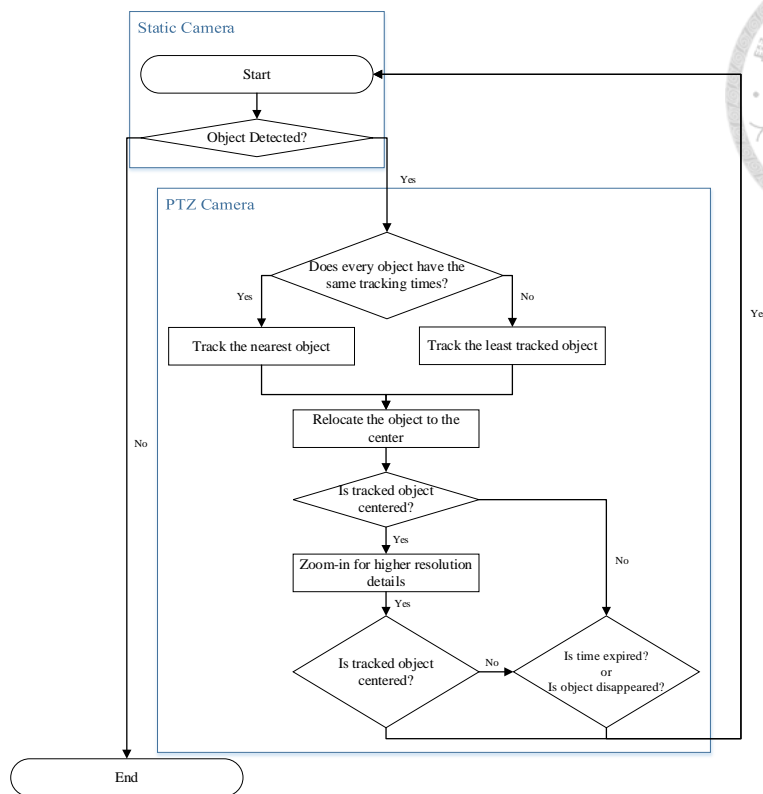 Static Camera
Start
Object Detected?
Yes
PTZ Camera
Does every object have the
same tracking times?
Yes
No
Track the nearest object
Track the least tracked object
Relocate the object to the
center
No
Is tracked object
centered?
Yes
Zoom-in for higher resolution
details
No
Yes
Is tracked object
centered?
No
Is time expired?
or
Is object disappeared?
End